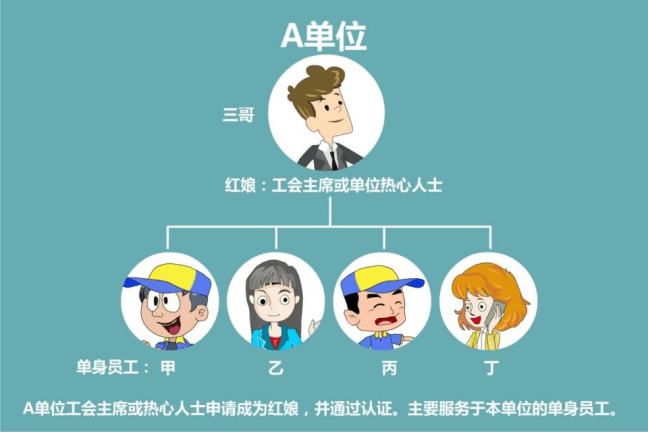 A单位
三哥
红娘：工会主席或单位热心人士
单身员工： 甲 乙 丙 丁
A单位工会主席或热心人士申请成为红娘，并通过认证。主要服务于本单位的单身员工。